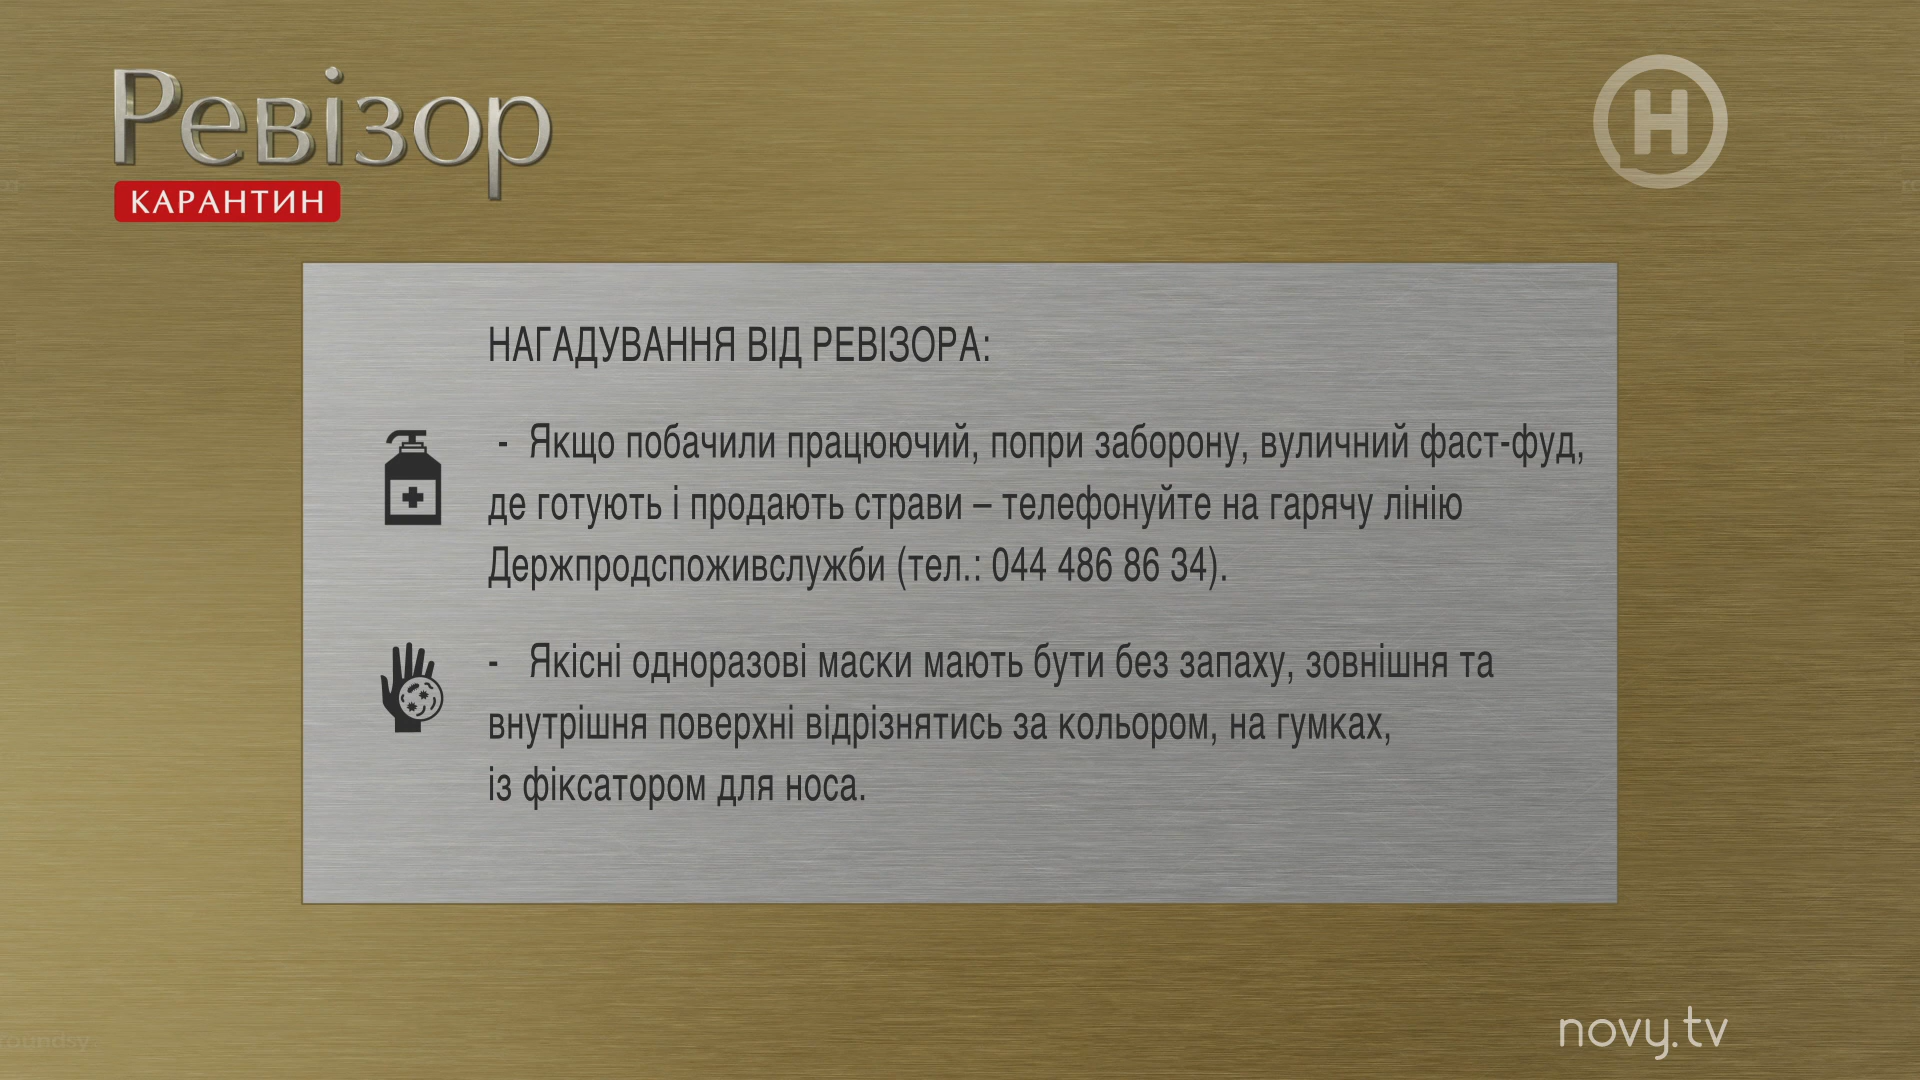 Ревізор
КАРАНТИН
Н
НАГАДУВАННЯ ВІД РЕВІЗОРА:
- Якщо побачили працюючий, попри заборону, вуличний фаст-фуд,
де готують і продають страви – телефонуйте на гарячу лінію
Держпродспоживслужби (тел.: 044 486 86 34).
- Якісні одноразові маски мають бути без запаху, зовнішня та
внутрішня поверхні відрізнятись за кольором, на гумках,
із фіксатором для носа.
novy.tv